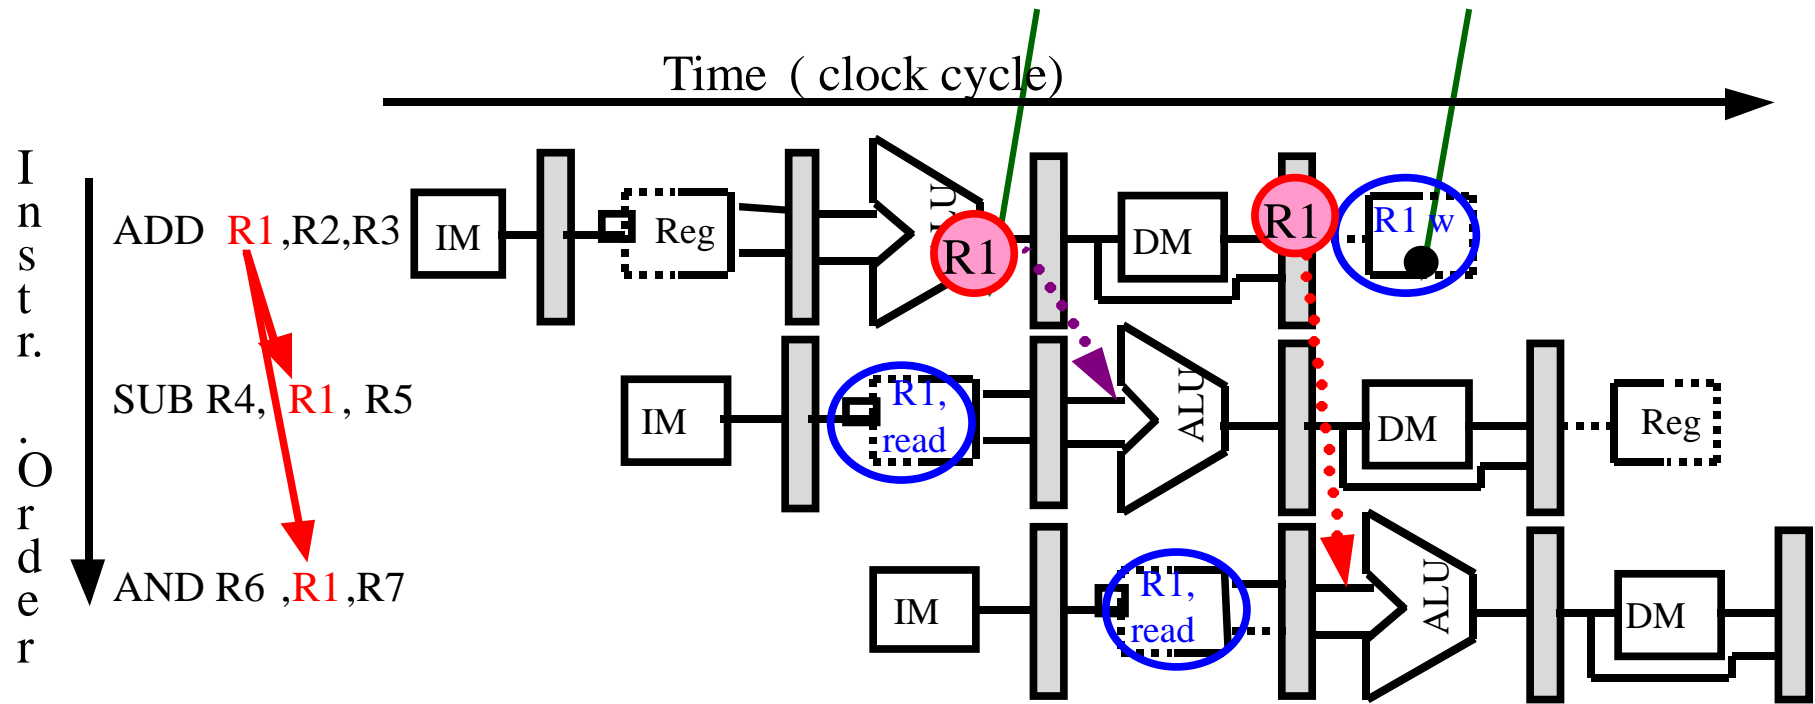 Time ( clock cycle)
I
n
s
t
r.
.
O
r
d
e
r
ADD R1 ,R2,R3
IM
Reg
ALU
R1
DM
R1
R1 w
SUB R4, R1 , R5
IM
R1,
read
ALU
DM
Reg
AND R6 ,R1 ,R7
IM
R1,
read
ALU
DM